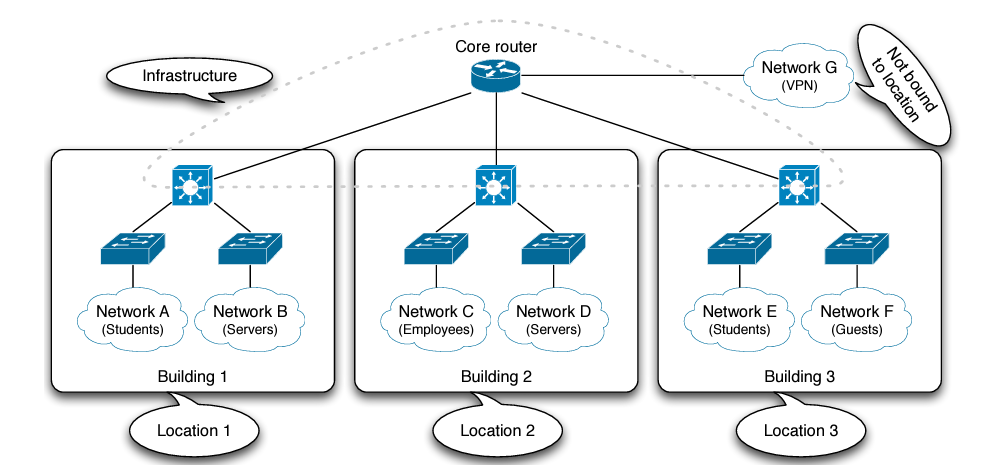 Core router
Infrastructure
Network G
(VPN)
Not bound
to location
Network A
(Students)
Network B
(Servers)
Network C
(Employees)
Network D
(Servers)
Network E
(Students)
Network F
(Guests)
Building 1
Building 2
Building 3
Location 1
Location 2
Location 3